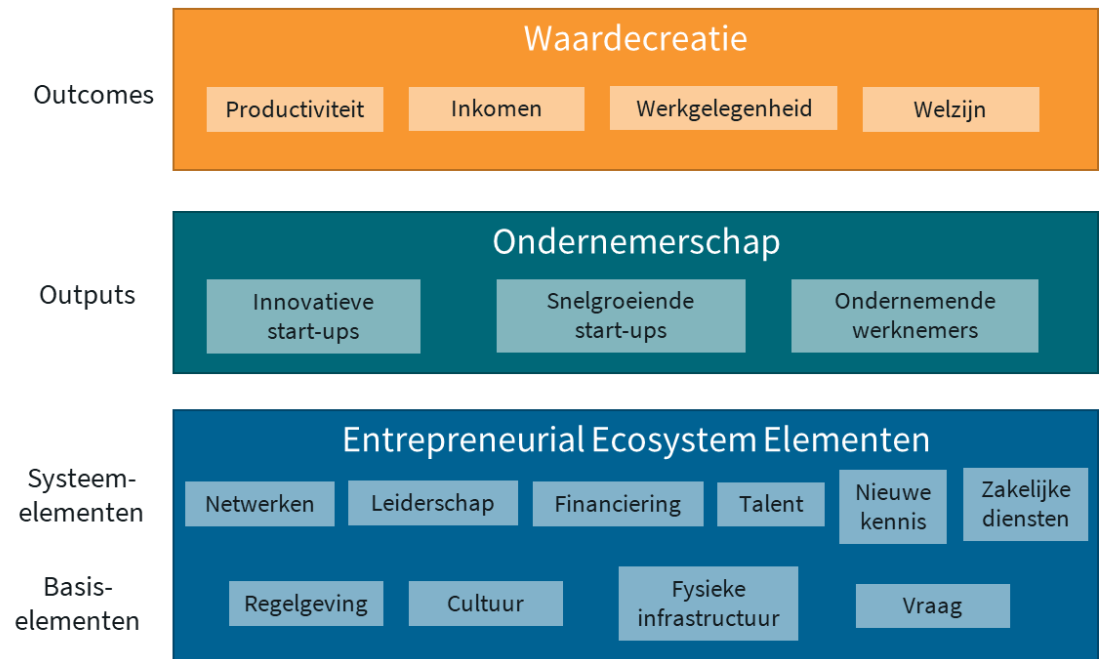 Waardecreatie
Outcomes
Productiviteit
Inkomen
Werkgelegenheid
Welzijn
Ondernemerschap
Outputs
Innovatieve
start-ups
Snelgroeiende
start-ups
Ondernemende
werknemers
Entrepreneurial Ecosystem Elementen
Systeem-
elementen
Netwerken
Leiderschap
Financiering
Talent
Nieuwe
kennis
Zakelijke
diensten
Basis-
elementen
Regelgeving
Cultuur
Fysieke
infrastructuur
Vraag